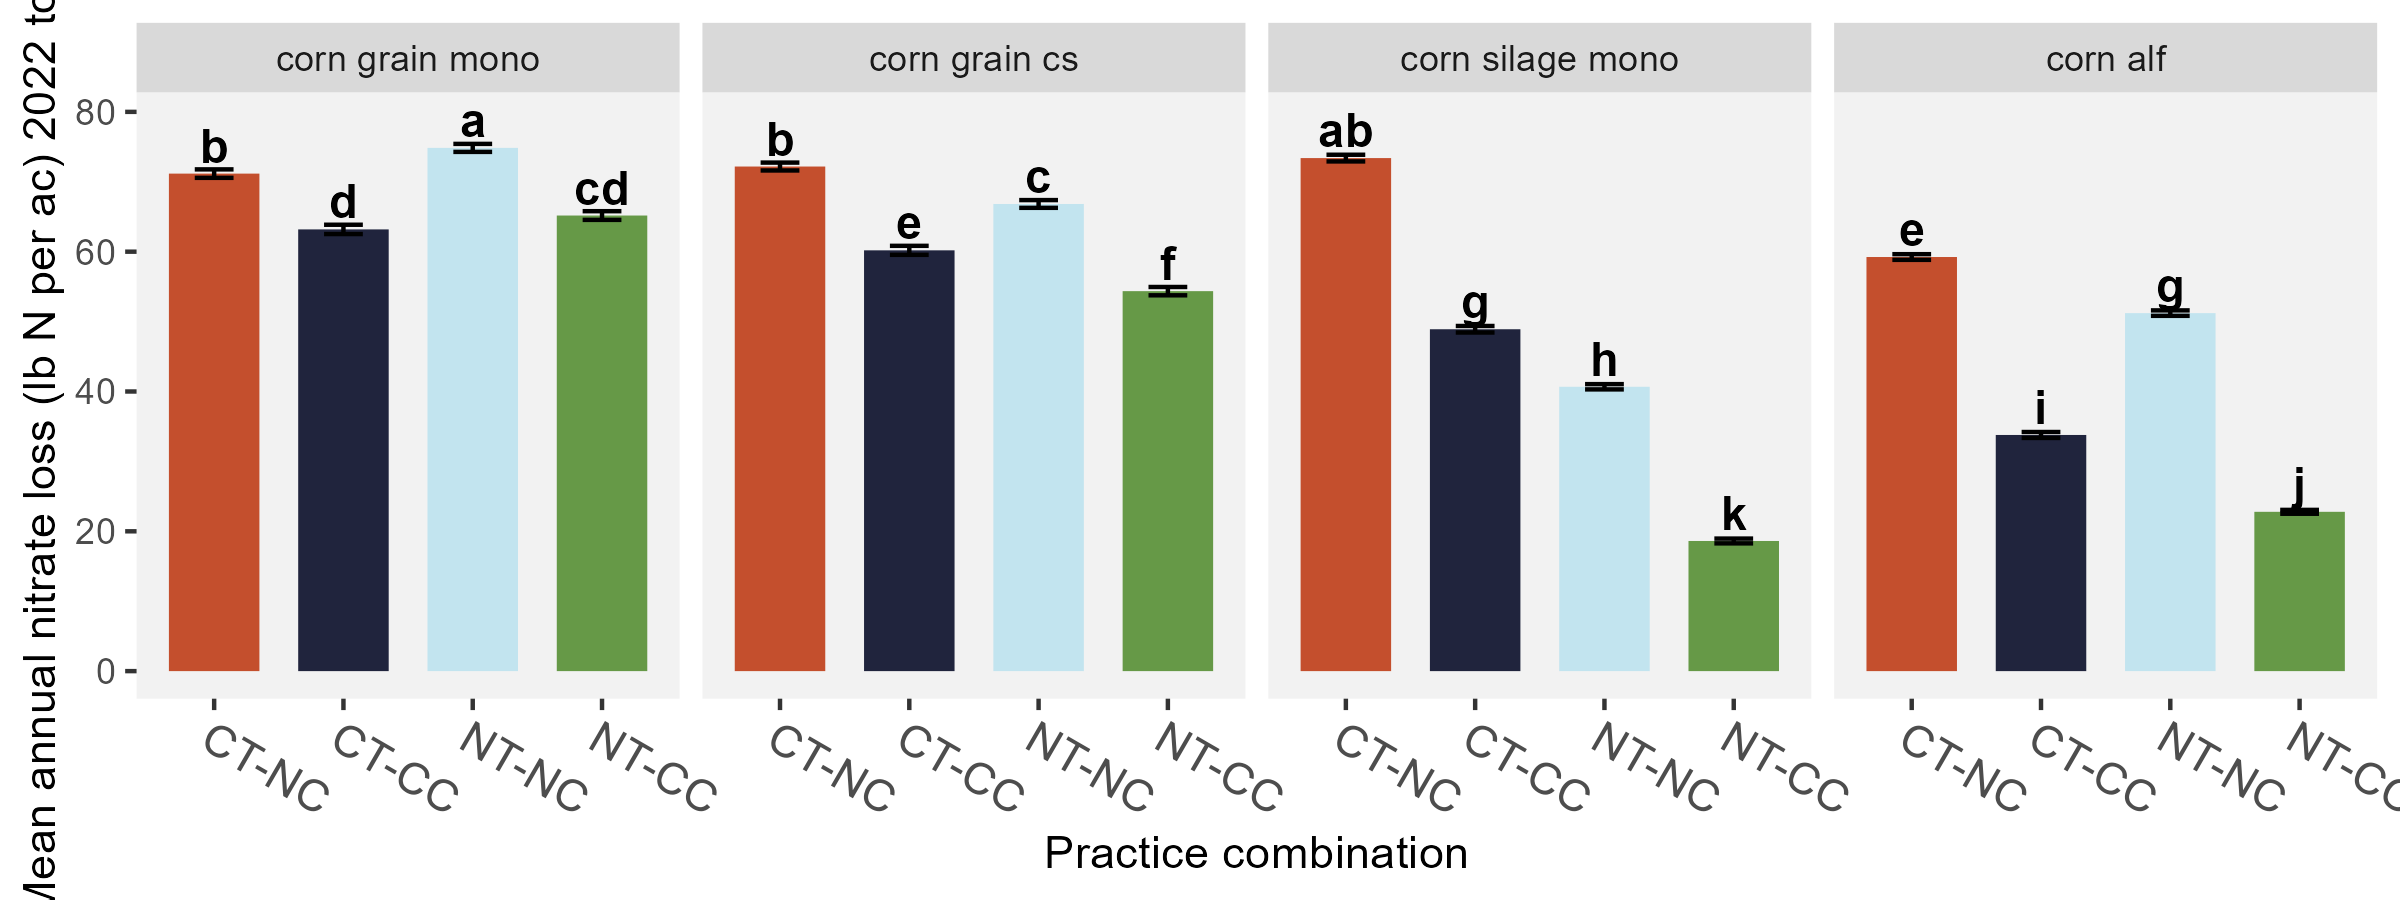 Mean annual nitrate loss (lb N per ac) 2022 to
corn grain mono
corn grain cs
corn silage mono
corn alf
80
60
40
20
0
b
d
a
cd
b
e
c
f
ab
g
h
k
e
i
g
j
CT-NC
CT-CC
NT-NC
NT-CC
CT-NC
CT-CC
NT-NC
NT-CC
CT-NC
CT-CC
NT-NC
NT-CC
CT-NC
CT-CC
NT-NC
NT-CC
Practice combination